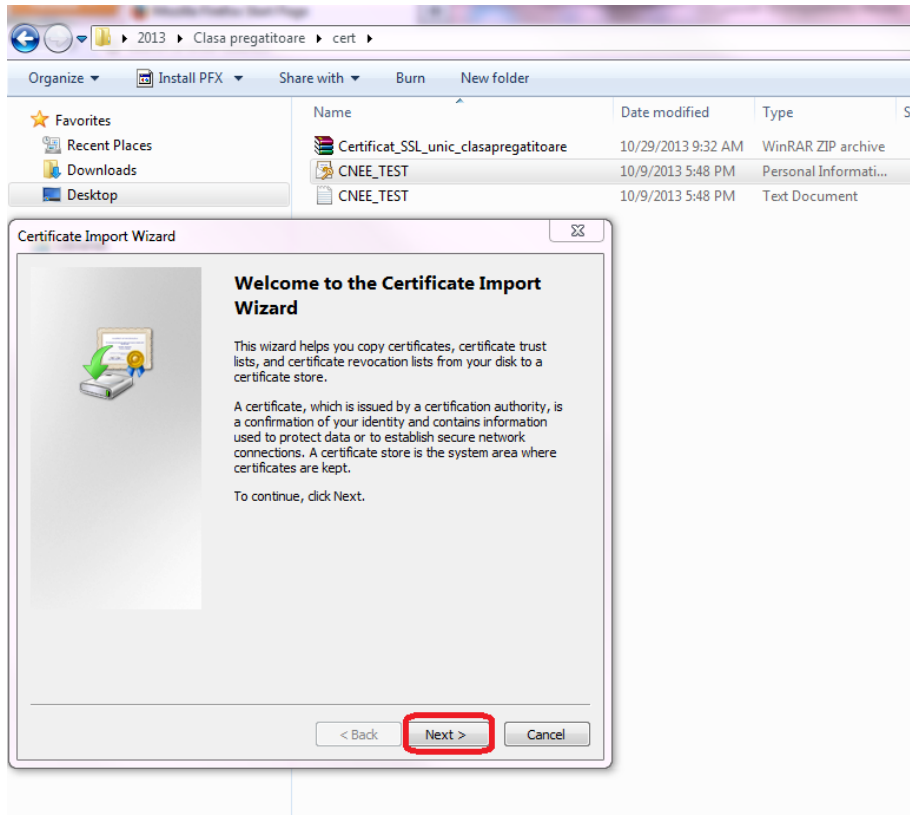 Mozilla Firefox Start Page
2013 Clasa pregatitoare cert
Organize Install PFX Share with Burn New folder
Name Date modified Type S
Favorites
Recent Places
Downloads
Desktop
Certificat_SSL_unic_clasapregatitoare 10/29/2013 9:32 AM WinRAR ZIP archive
CNEE_TEST 10/9/2013 5:48 PM Personal Informati...
CNEE_TEST 10/9/2013 5:48 PM Text Document
Certificate Import Wizard
Welcome to the Certificate Import
Wizard
This wizard helps you copy certificates, certificate trust
lists, and certificate revocation lists from your disk to a
certificate store.
A certificate, which is issued by a certification authority, is
a confirmation of your identity and contains information
used to protect data or to establish secure network
connections. A certificate store is the system area where
certificates are kept.
To continue, click Next.
< Back Next > Cancel